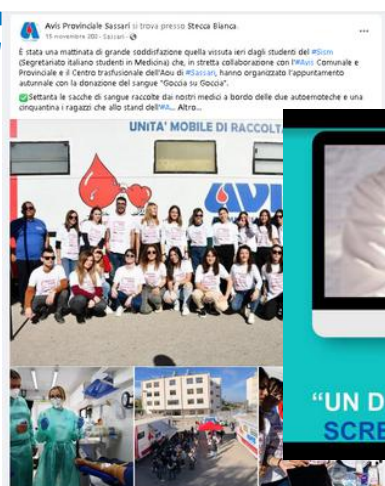 Avis Provinciale Sassari si trova presso Stecca Bianca.
15 novembre 202 · Sassari ·
È stata una mattinata di grande soddisfazione quella vissuta ieri dagli studenti del #Sism
(Segretariato italiano studenti in Medicina) che, in stretta collaborazione con l'#Avis Comunale e
Provinciale e il Centro trasfusionale dell'Aou di #Sassari, hanno organizzato l'appuntamento
autunnale con la donazione del sangue "Goccia su Goccia".
✅Settanta le sacche di sangue raccolte dai nostri medici a bordo delle due autoemoteche e una
cinquantina i ragazzi che allo stand dell'#A... Altro...
UNITA' MOBILE DI RACCOLT
AVI
“UN D
SCRE